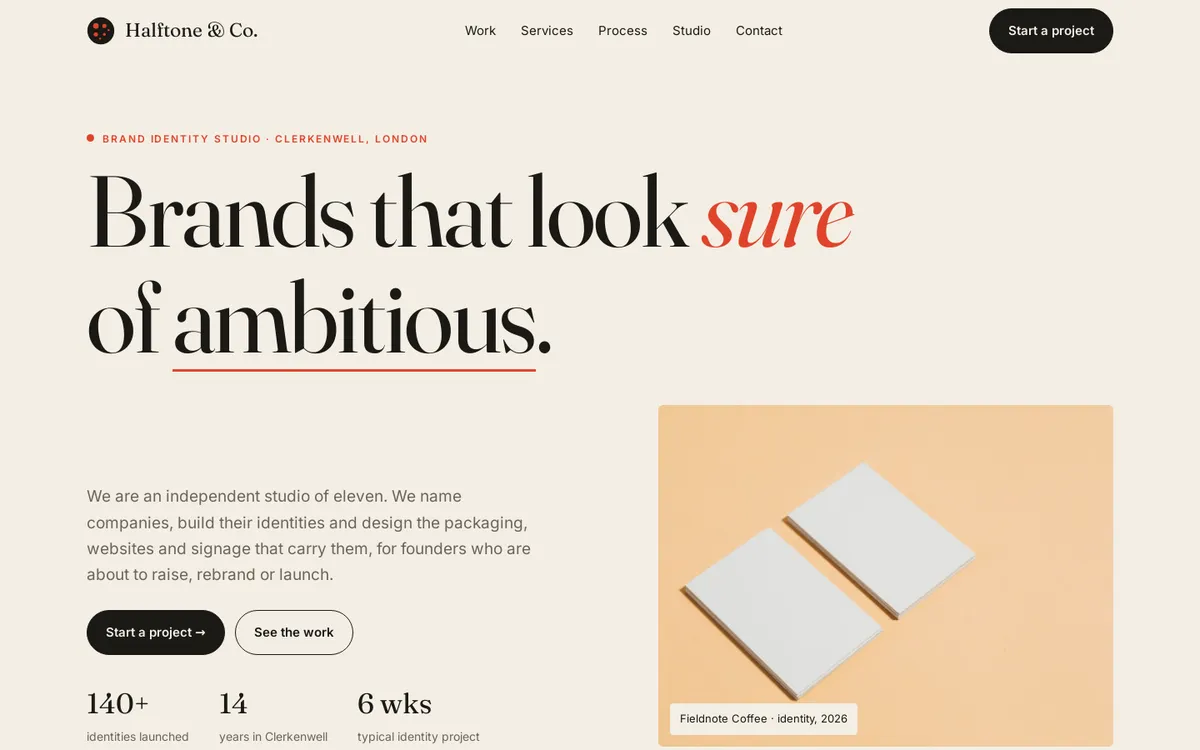 Halftone & Co.
Work
Services
Process
Studio
Contact
Start a project
BRAND IDENTITY STUDIO · CLERKENWELL, LONDON
Brands that look sure
of ambitious.
We are an independent studio of eleven. We name
companies, build their identities and design the packaging,
websites and signage that carry them, for founders who are
about to raise, rebrand or launch.
Start a project →
See the work
140+
identities launched
14
years in Clerkenwell
6 wks
typical identity project
Fieldnote Coffee · identity, 2026